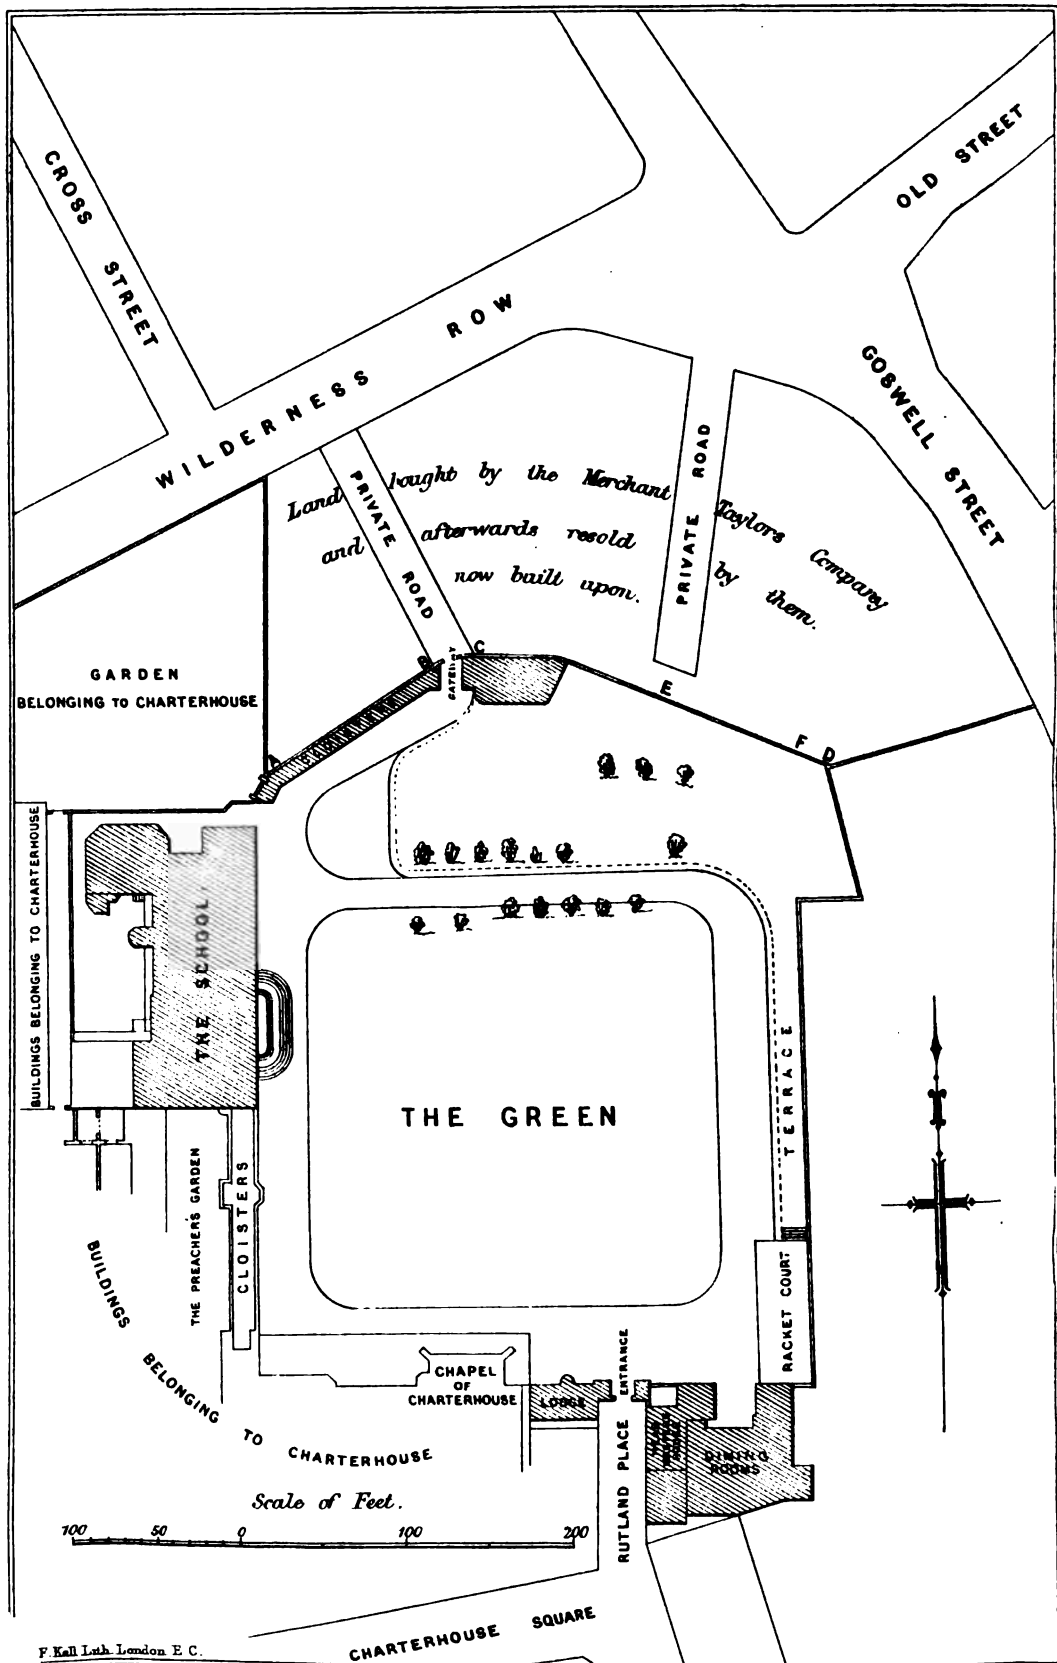 CROSS STREET
OLD STREET
WILDERNESS ROW
GOSWELL STREET
PRIVATE ROAD
PRIVATE ROAD
Land bought by the Merchant Taylors Company
and afterwards resold by them.
now built upon.
GARDEN
BELONGING TO CHARTERHOUSE
A
B
GATEWAY
C
E
F
D
BUILDINGS BELONGING TO CHARTERHOUSE
THE SCHOOL.
THE GREEN
TERRACE
THE PREACHERS GARDEN
CLOISTERS
RACKET COURT
BUILDINGS BELONGING TO CHARTERHOUSE
CHAPEL
OF
CHARTERHOUSE
LODGE
ENTRANCE
RUTLAND PLACE
DINING
ROOMS
Scale of Feet.
100 50 0 100 200
CHARTERHOUSE SQUARE
F. Kell Lith. London E C.